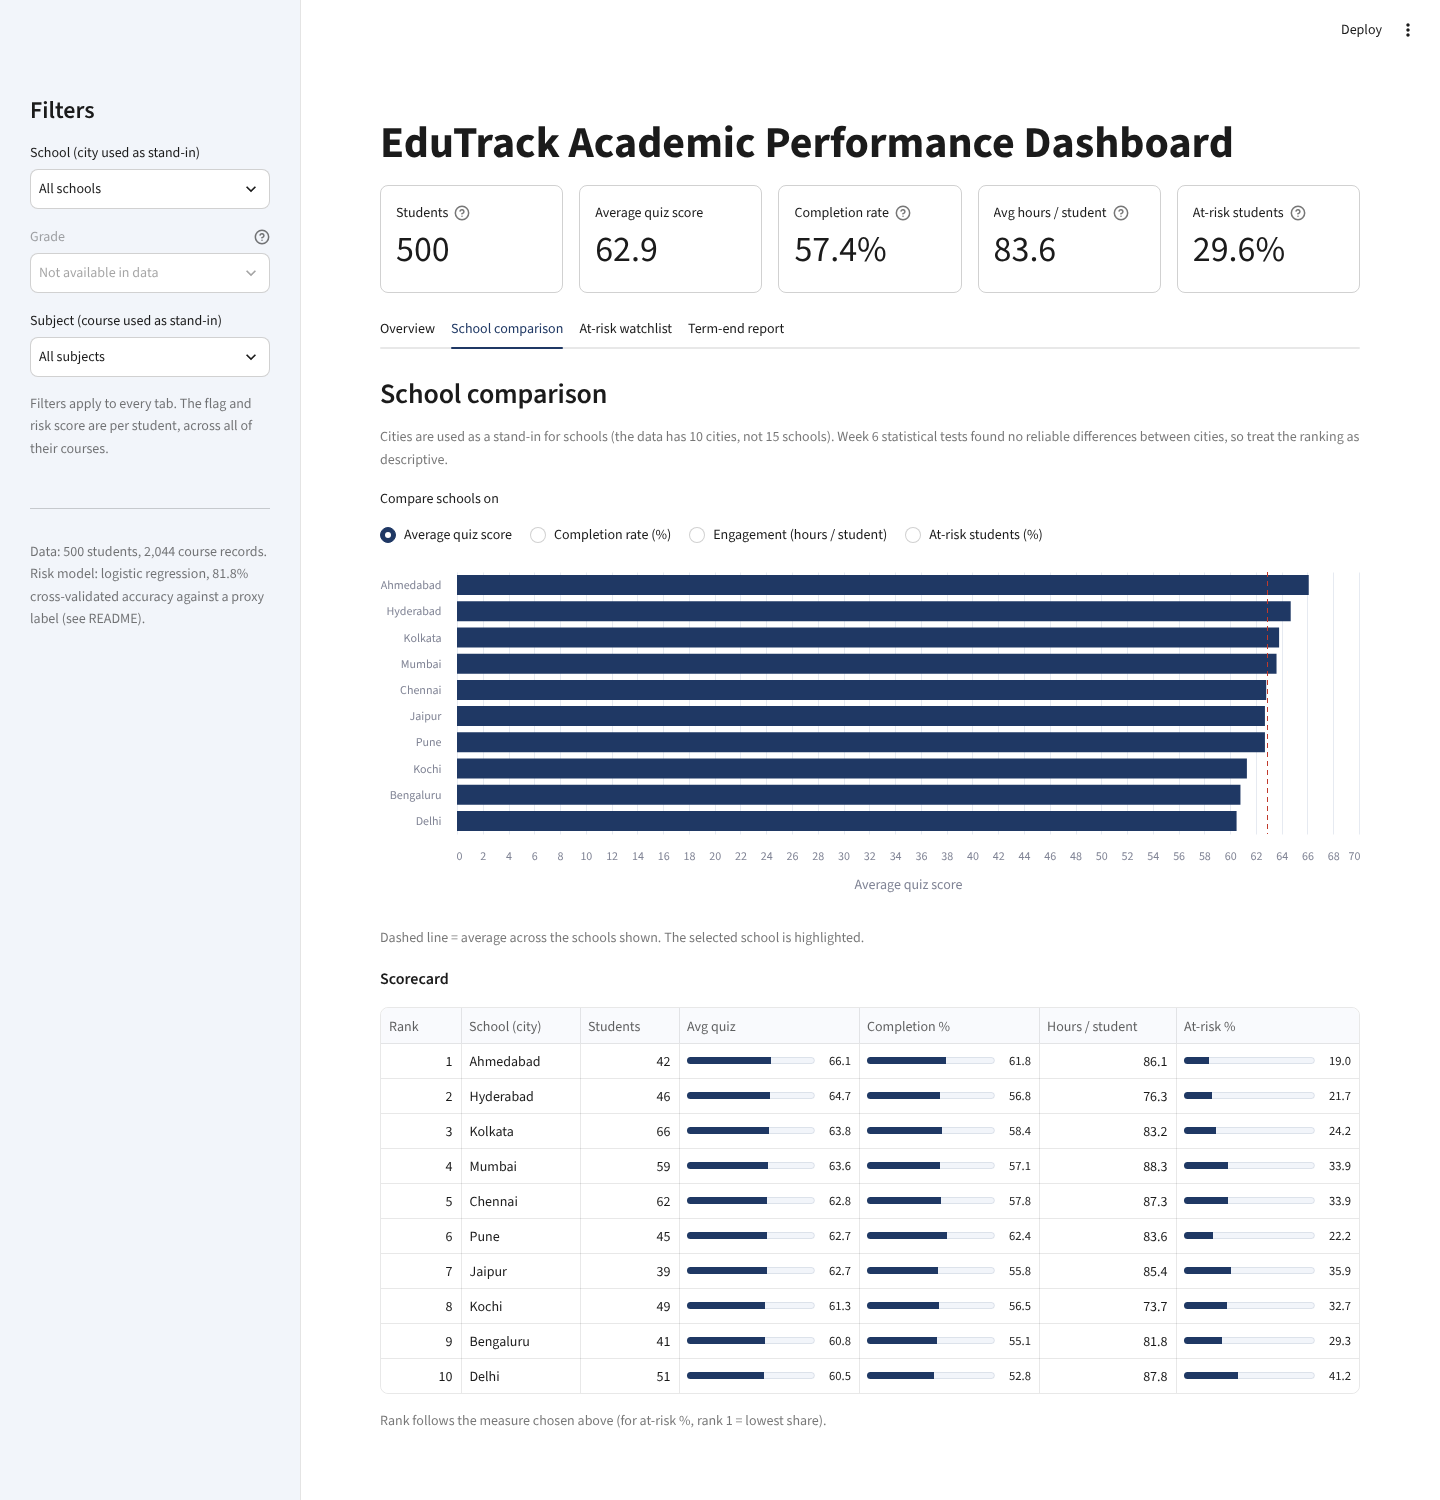 Deploy
Filters
School (city used as stand-in)
All schools
Grade
Not available in data
Subject (course used as stand-in)
All subjects
Filters apply to every tab. The flag and
risk score are per student, across all of
their courses.
Data: 500 students, 2,044 course records.
Risk model: logistic regression, 81.8%
cross-validated accuracy against a proxy
label (see README).
EduTrack Academic Performance Dashboard
Students
500
Average quiz score
62.9
Completion rate
57.4%
Avg hours / student
83.6
At-risk students
29.6%
Overview School comparison At-risk watchlist Term-end report
School comparison
Cities are used as a stand-in for schools (the data has 10 cities, not 15 schools). Week 6 statistical tests found no reliable differences between cities, so treat the ranking as
descriptive.
Compare schools on
Average quiz score Completion rate (%) Engagement (hours / student) At-risk students (%)
Ahmedabad
Hyderabad
Kolkata
Mumbai
Chennai
Jaipur
Pune
Kochi
Bengaluru
Delhi
0 2 4 6 8 10 12 14 16 18 20 22 24 26 28 30 32 34 36 38 40 42 44 46 48 50 52 54 56 58 60 62 64 66 68 70
Average quiz score
Dashed line = average across the schools shown. The selected school is highlighted.
Scorecard
Rank School (city) Students Avg quiz Completion % Hours / student At-risk %
1 Ahmedabad 42 66.1 61.8 86.1 19.0
2 Hyderabad 46 64.7 56.8 76.3 21.7
3 Kolkata 66 63.8 58.4 83.2 24.2
4 Mumbai 59 63.6 57.1 88.3 33.9
5 Chennai 62 62.8 57.8 87.3 33.9
6 Pune 45 62.7 62.4 83.6 22.2
7 Jaipur 39 62.7 55.8 85.4 35.9
8 Kochi 49 61.3 56.5 73.7 32.7
9 Bengaluru 41 60.8 55.1 81.8 29.3
10 Delhi 51 60.5 52.8 87.8 41.2
Rank follows the measure chosen above (for at-risk %, rank 1 = lowest share).